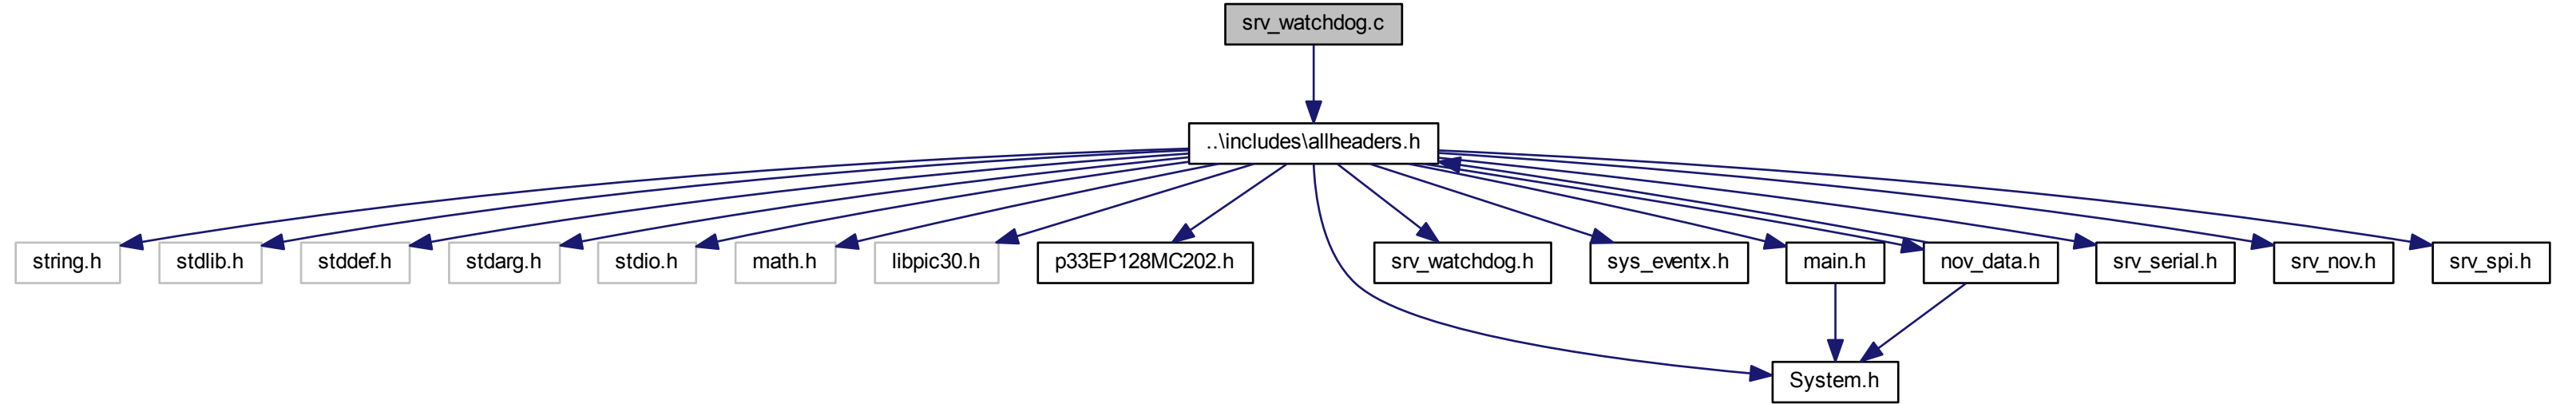 srv_watchdog.c
..\includes\allheaders.h
string.h
stdlib.h
stddef.h
stdarg.h
stdio.h
math.h
libpic30.h
p33EP128MC202.h
srv_watchdog.h
sys_eventx.h
main.h
nov_data.h
srv_serial.h
srv_nov.h
srv_spi.h
System.h